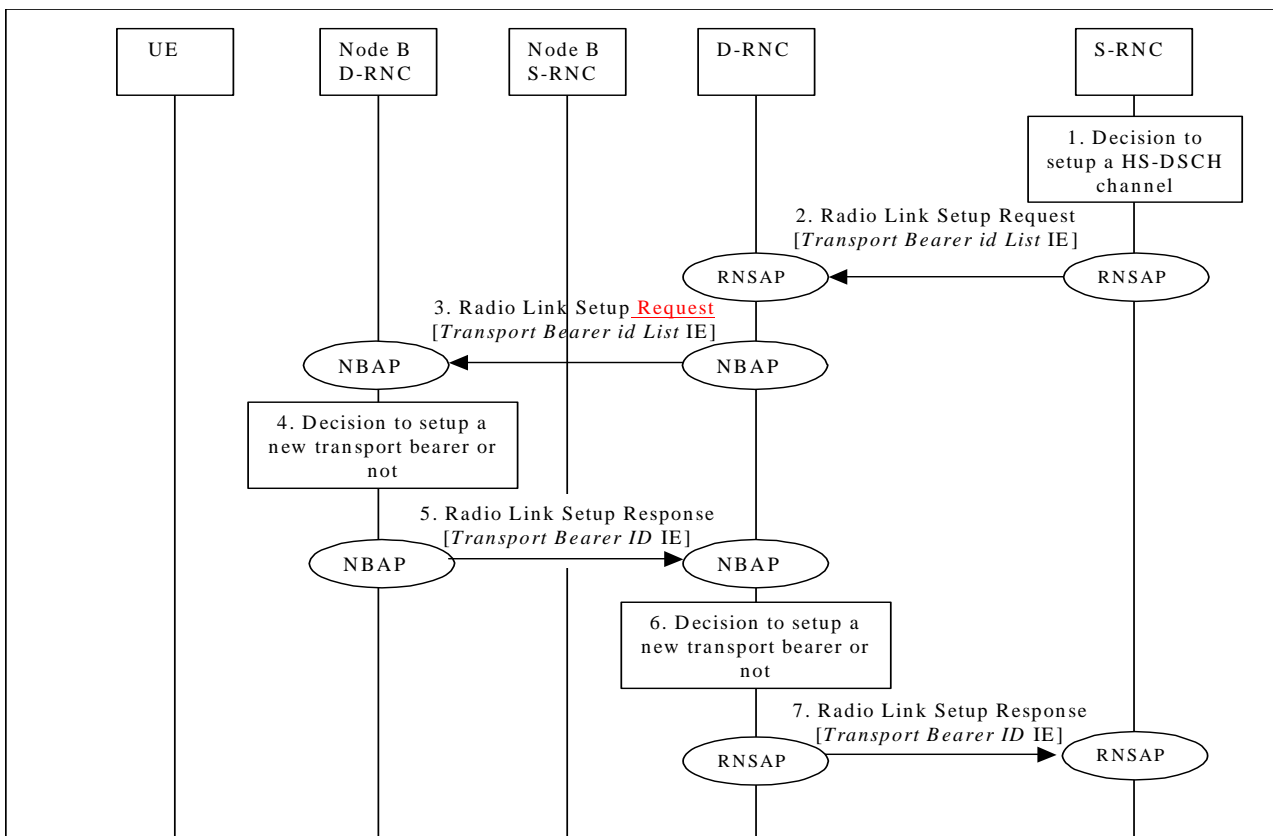 UE
Node B
D-RNC
Node B
S-RNC
D-RNC
S-RNC
1. Decision to
setup a HS-DSCH
channel
2. Radio Link Setup Request
[Transport Bearer id List IE]
RNSAP
RNSAP
3. Radio Link Setup Request
[Transport Bearer id List IE]
NBAP
NBAP
4. Decision to setup a
new transport bearer or
not
5. Radio Link Setup Response
[Transport Bearer ID IE]
NBAP
NBAP
6. Decision to setup a
new transport bearer or
not
7. Radio Link Setup Response
[Transport Bearer ID IE]
RNSAP
RNSAP